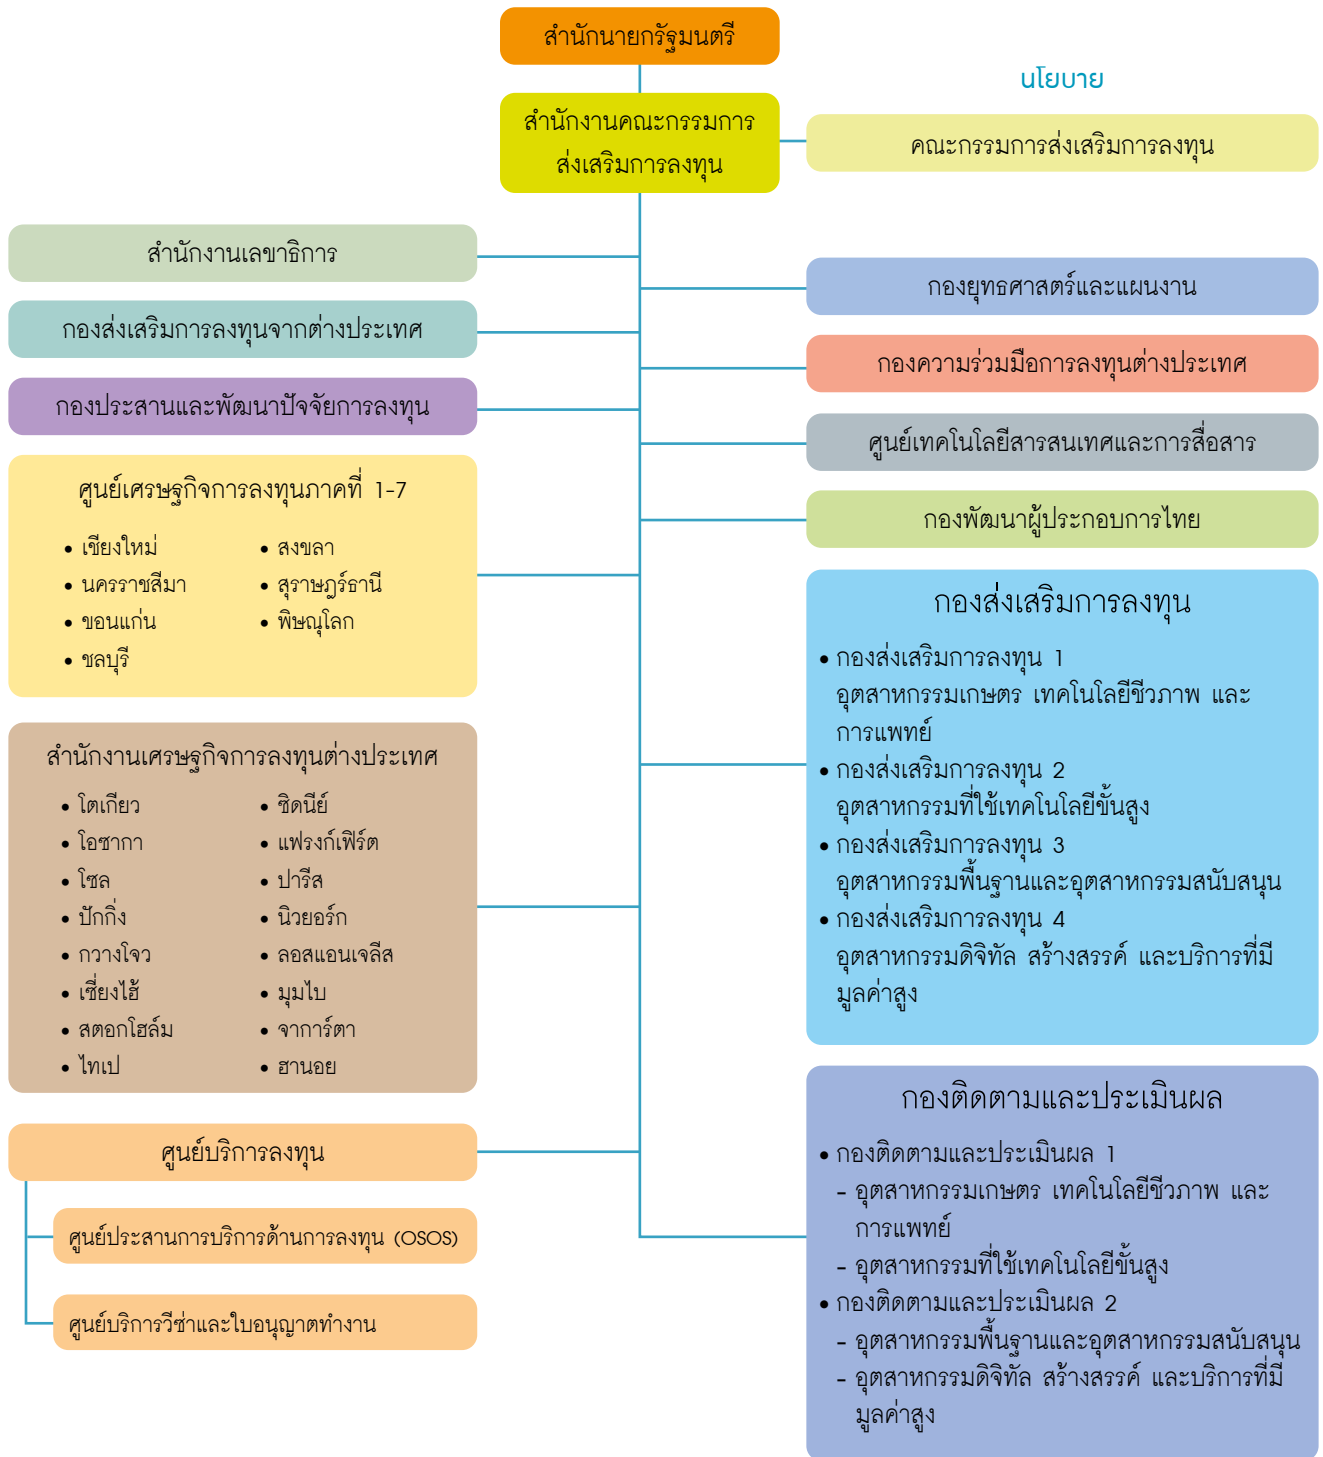 สำนักนายกรัฐมนตรี
สำนักงานคณะกรรมการ
ส่งเสริมการลงทุน
นโยบาย
คณะกรรมการส่งเสริมการลงทุน
สำนักงานเลขาธิการ
กองส่งเสริมการลงทุนจากต่างประเทศ
กองประสานและพัฒนาปัจจัยการลงทุน
ศูนย์เศรษฐกิจการลงทุนภาคที่ 1-7
• เชียงใหม่
• นครราชสีมา
• ขอนแก่น
• ชลบุรี
• สงขลา
• สุราษฎร์ธานี
• พิษณุโลก
สำนักงานเศรษฐกิจการลงทุนต่างประเทศ
• โตเกียว
• โอซากา
• โซล
• ปักกิ่ง
• กวางโจว
• เซี่ยงไฮ้
• สตอกโฮล์ม
• ไทเป
• ซิดนีย์
• แฟรงก์เฟิร์ต
• ปารีส
• นิวยอร์ก
• ลอสแอนเจลีส
• มุมไบ
• จาการ์ตา
• ฮานอย
ศูนย์บริการลงทุน
ศูนย์ประสานการบริการด้านการลงทุน (OSOS)
ศูนย์บริการวีซ่าและใบอนุญาตทำงาน
กองยุทธศาสตร์และแผนงาน
กองความร่วมมือการลงทุนต่างประเทศ
ศูนย์เทคโนโลยีสารสนเทศและการสื่อสาร
กองพัฒนาผู้ประกอบการไทย
กองส่งเสริมการลงทุน
• กองส่งเสริมการลงทุน 1
อุตสาหกรรมเกษตร เทคโนโลยีชีวภาพ และ
การแพทย์
• กองส่งเสริมการลงทุน 2
อุตสาหกรรมที่ใช้เทคโนโลยีขั้นสูง
• กองส่งเสริมการลงทุน 3
อุตสาหกรรมพื้นฐานและอุตสาหกรรมสนับสนุน
• กองส่งเสริมการลงทุน 4
อุตสาหกรรมดิจิทัล สร้างสรรค์ และบริการที่มี
มูลค่าสูง
กองติดตามและประเมินผล
• กองติดตามและประเมินผล 1
- อุตสาหกรรมเกษตร เทคโนโลยีชีวภาพ และ
การแพทย์
- อุตสาหกรรมที่ใช้เทคโนโลยีขั้นสูง
• กองติดตามและประเมินผล 2
- อุตสาหกรรมพื้นฐานและอุตสาหกรรมสนับสนุน
- อุตสาหกรรมดิจิทัล สร้างสรรค์ และบริการที่มี
มูลค่าสูง